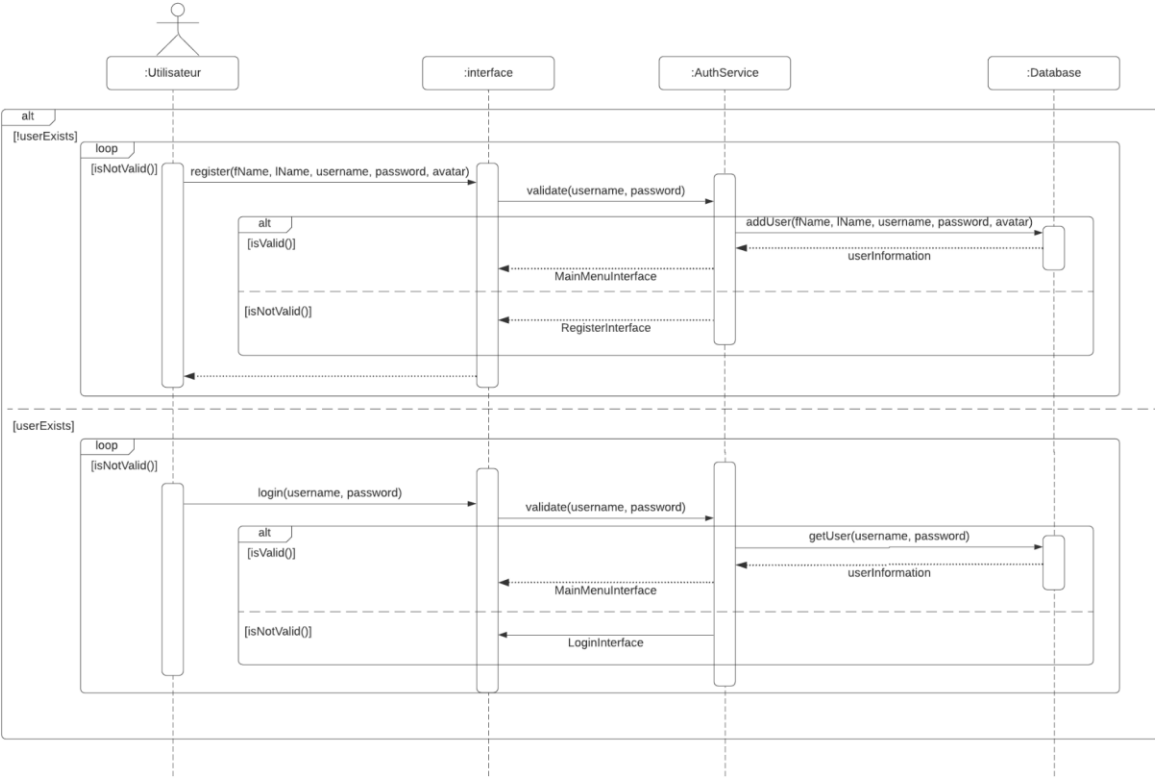 :Utilisateur
:interface
:AuthService
:Database
alt
[!userExists]
loop
[isNotValid()]
register(fName, lName, username, password, avatar)
validate(username, password)
alt
[isValid()]
addUser(fName, lName, username, password, avatar)
userInformation
MainMenuInterface
[isNotValid()]
RegisterInterface
[userExists]
loop
[isNotValid()]
login(username, password)
validate(username, password)
alt
[isValid()]
getUser(username, password)
userInformation
MainMenuInterface
[isNotValid()]
LoginInterface